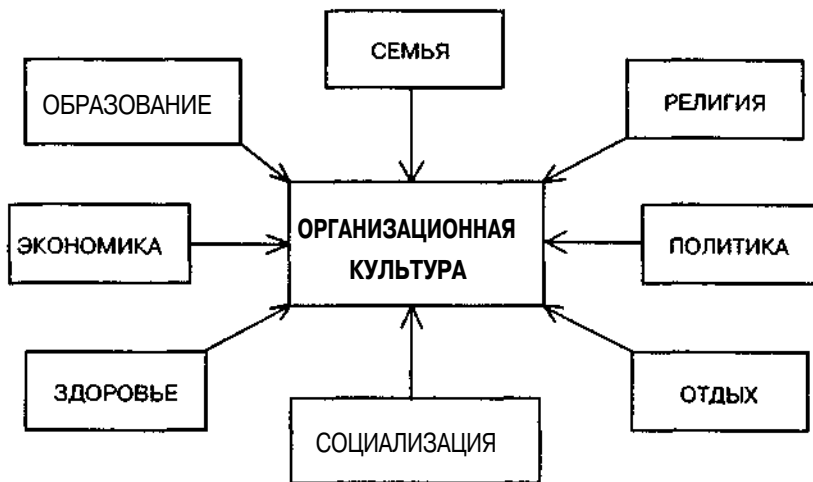 СЕМЬЯ
ОБРАЗОВАНИЕ
РЕЛИГИЯ
ЭКОНОМИКА
ОРГАНИЗАЦИОННАЯ
КУЛЬТУРА
ПОЛИТИКА
ЗДОРОВЬЕ
СОЦИАЛИЗАЦИЯ
ОТДЫХ